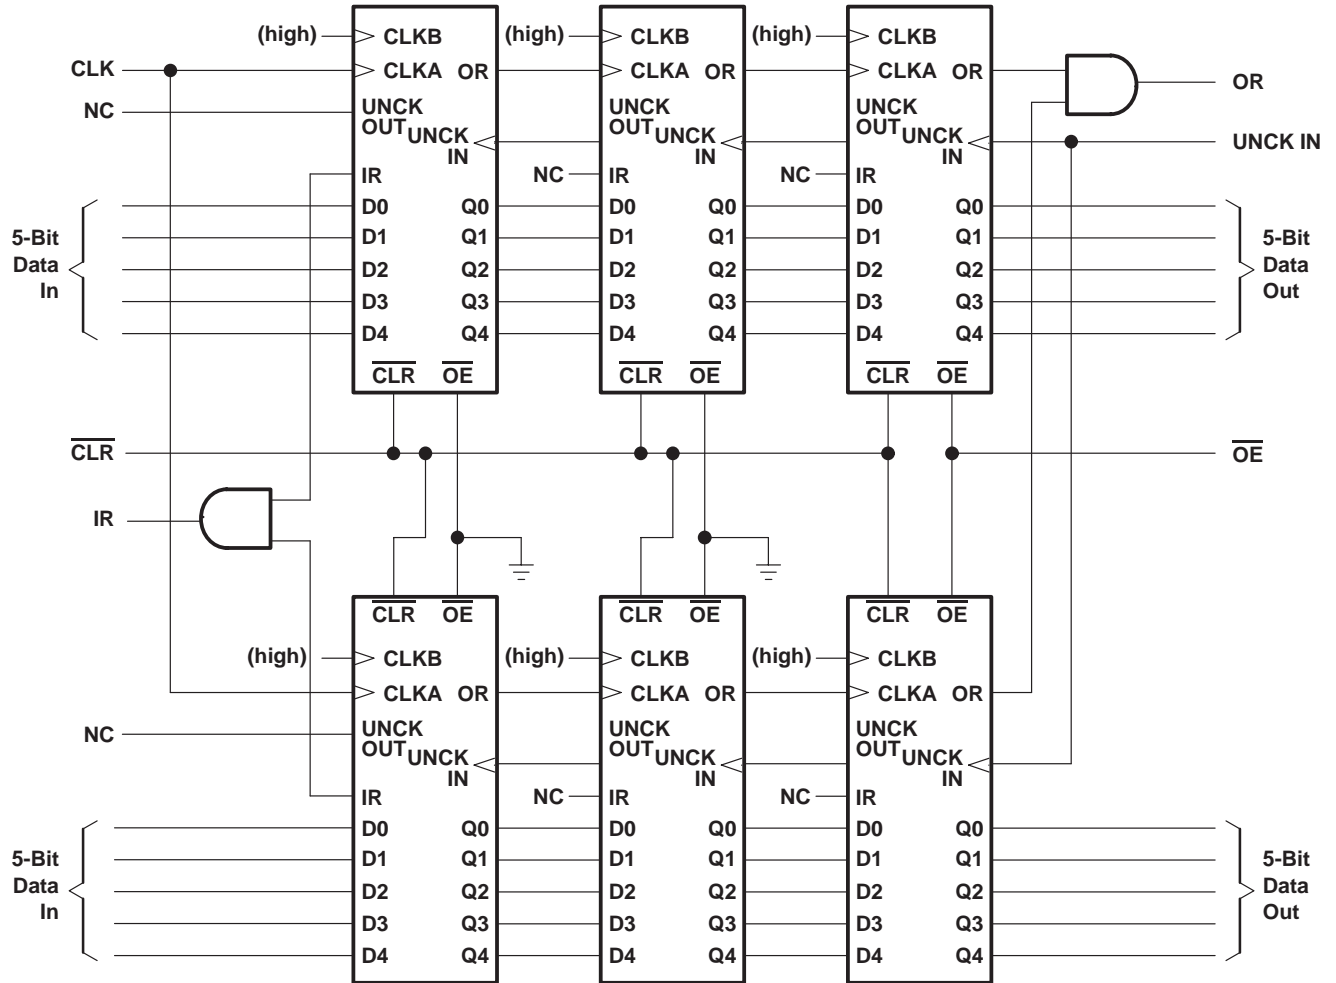 (high) CLKB (high) CLKB (high) CLKB
CLK CLKA OR CLKA OR CLKA OR OR
NC UNCK OUT UNCK OUT UNCK OUT
UNCK IN UNCK IN UNCK IN UNCK IN
IR NC IR NC IR
D0 Q0 D0 Q0 D0 Q0
5-Bit Data In D1 Q1 D1 Q1 D1 Q1 5-Bit Data Out
D2 Q2 D2 Q2 D2 Q2
D3 Q3 D3 Q3 D3 Q3
D4 Q4 D4 Q4 D4 Q4
CLR OE CLR OE CLR OE
CLR OE
IR
CLR OE CLR OE CLR OE
(high) CLKB (high) CLKB (high) CLKB
CLKA OR CLKA OR CLKA OR
NC UNCK OUT UNCK OUT UNCK OUT
UNCK IN UNCK IN UNCK IN
IR NC IR NC IR
D0 Q0 D0 Q0 D0 Q0
5-Bit Data In D1 Q1 D1 Q1 D1 Q1 5-Bit Data Out
D2 Q2 D2 Q2 D2 Q2
D3 Q3 D3 Q3 D3 Q3
D4 Q4 D4 Q4 D4 Q4